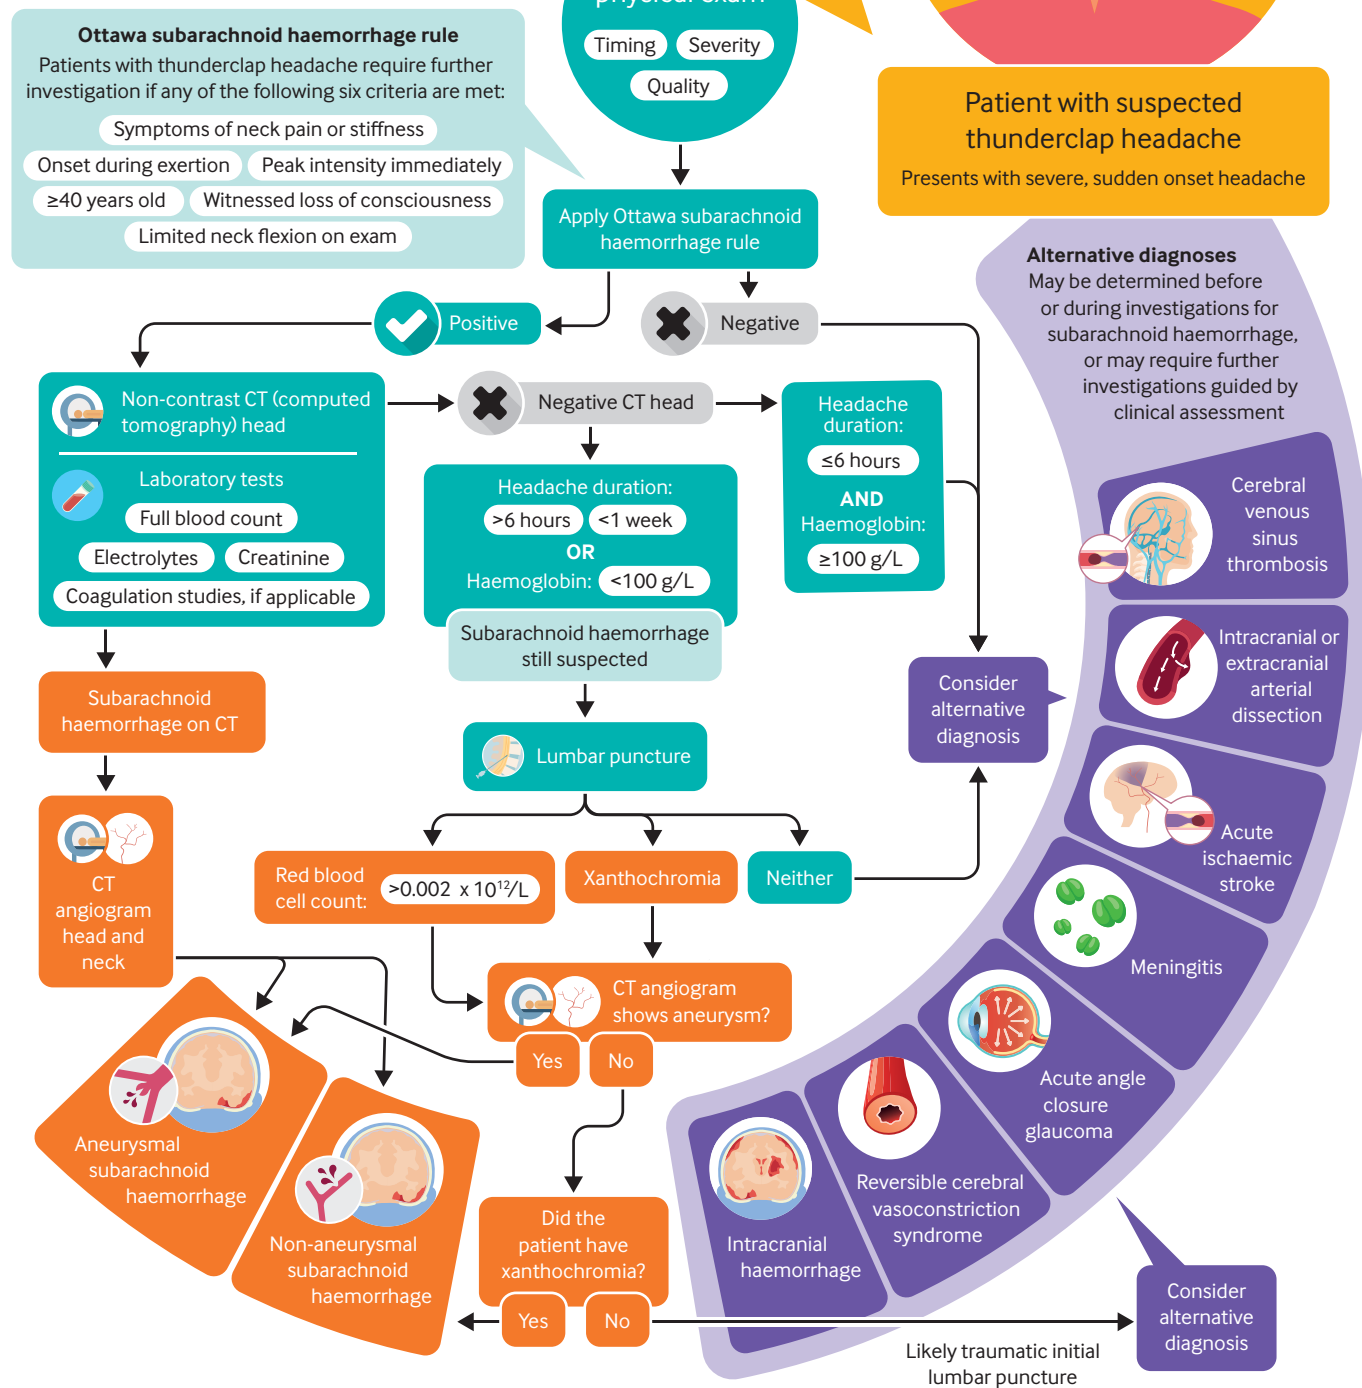 physical exam
Timing
Severity
Quality
Ottawa subarachnoid haemorrhage rule
Patients with thunderclap headache require further
investigation if any of the following six criteria are met:
Symptoms of neck pain or stiffness
Onset during exertion
Peak intensity immediately
≥40 years old
Witnessed loss of consciousness
Limited neck flexion on exam
Patient with suspected
thunderclap headache
Presents with severe, sudden onset headache
Apply Ottawa subarachnoid
haemorrhage rule
Positive
Negative
Non-contrast CT (computed
tomography) head
Laboratory tests
Full blood count
Electrolytes
Creatinine
Coagulation studies, if applicable
Negative CT head
Headache
duration:
≤6 hours
AND
Haemoglobin:
≥100 g/L
Headache duration:
>6 hours
<1 week
OR
Haemoglobin:
<100 g/L
Subarachnoid haemorrhage
still suspected
Subarachnoid
haemorrhage on CT
Lumbar puncture
Consider
alternative
diagnosis
CT
angiogram
head and
neck
Red blood
cell count:
>0.002 x 10¹²/L
Xanthochromia
Neither
CT angiogram
shows aneurysm?
Yes
No
Aneurysmal
subarachnoid
haemorrhage
Non-aneurysmal
subarachnoid
haemorrhage
Did the
patient have
xanthochromia?
Yes
No
Likely traumatic initial
lumbar puncture
Consider
alternative
diagnosis
Alternative diagnoses
May be determined before
or during investigations for
subarachnoid haemorrhage,
or may require further
investigations guided by
clinical assessment
Cerebral
venous
sinus
thrombosis
Intracranial or
extracranial
arterial
dissection
Acute
ischaemic
stroke
Meningitis
Acute angle
closure
glaucoma
Reversible cerebral
vasoconstriction
syndrome
Intracranial
haemorrhage